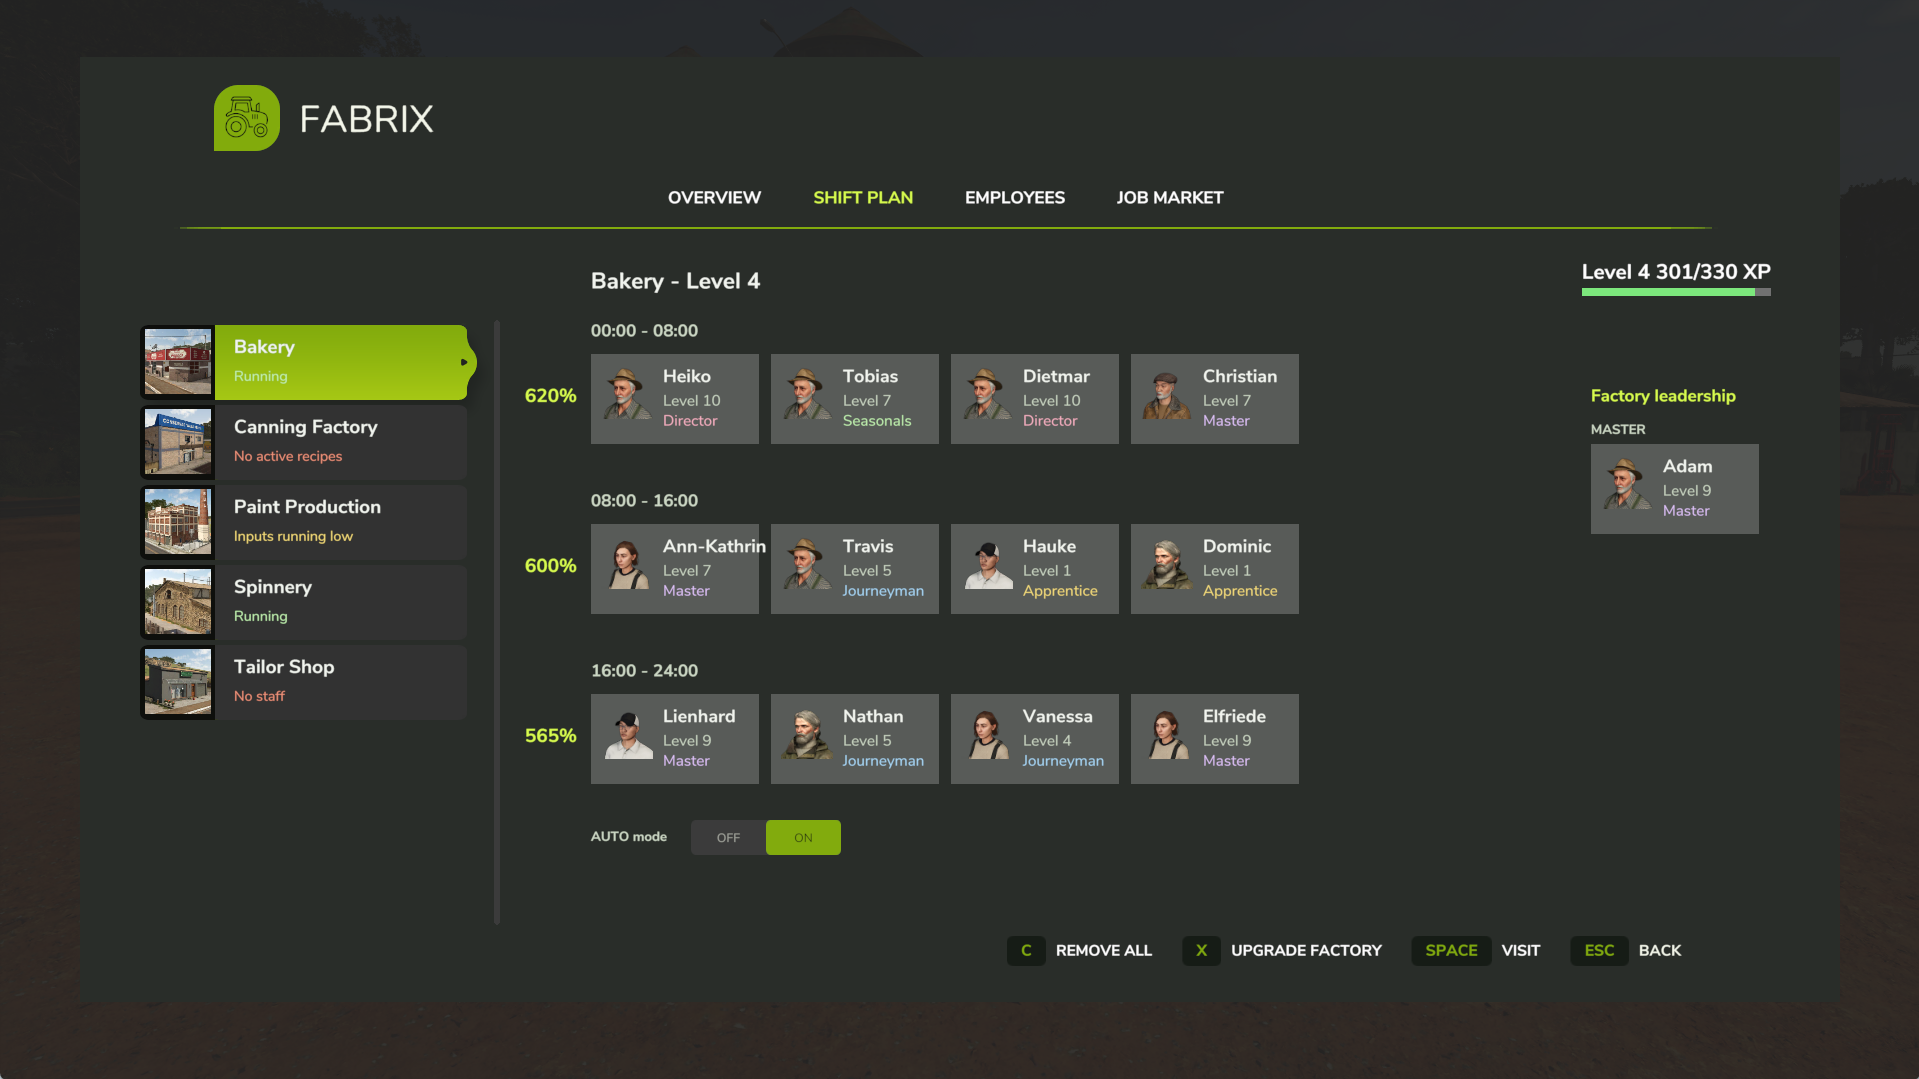 FABRIX
OVERVIEW
SHIFT PLAN
EMPLOYEES
JOB MARKET
Bakery - Level 4
Level 4 301/330 XP
Bakery
Running
Canning Factory
No active recipes
Paint Production
Inputs running low
Spinnery
Running
Tailor Shop
No staff
00:00 - 08:00
620%
Heiko
Level 10
Director
Tobias
Level 7
Seasonals
Dietmar
Level 10
Director
Christian
Level 7
Master
08:00 - 16:00
600%
Ann-Kathrin
Level 7
Master
Travis
Level 5
Journeyman
Hauke
Level 1
Apprentice
Dominic
Level 1
Apprentice
16:00 - 24:00
565%
Lienhard
Level 9
Master
Nathan
Level 5
Journeyman
Vanessa
Level 4
Journeyman
Elfriede
Level 9
Master
Factory leadership
MASTER
Adam
Level 9
Master
AUTO mode
OFF
ON
C
REMOVE ALL
X
UPGRADE FACTORY
SPACE
VISIT
ESC
BACK